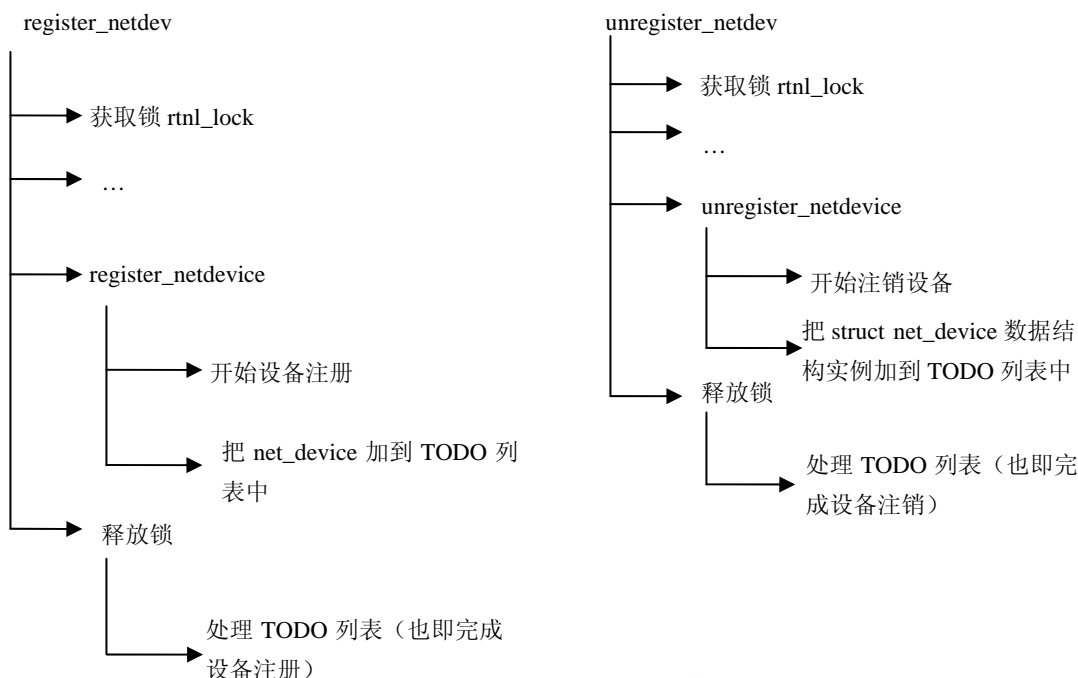 register_netdev
获取锁 rtnl_lock
…
register_netdevice
开始设备注册
把 net_device 加到 TODO 列
表中
释放锁
处理 TODO 列表（也即完成
设备注册）
unregister_netdev
获取锁 rtnl_lock
…
unregister_netdevice
开始注销设备
把 struct net_device 数据结
构实例加到 TODO 列表中
释放锁
处理 TODO 列表（也即完
成设备注销）